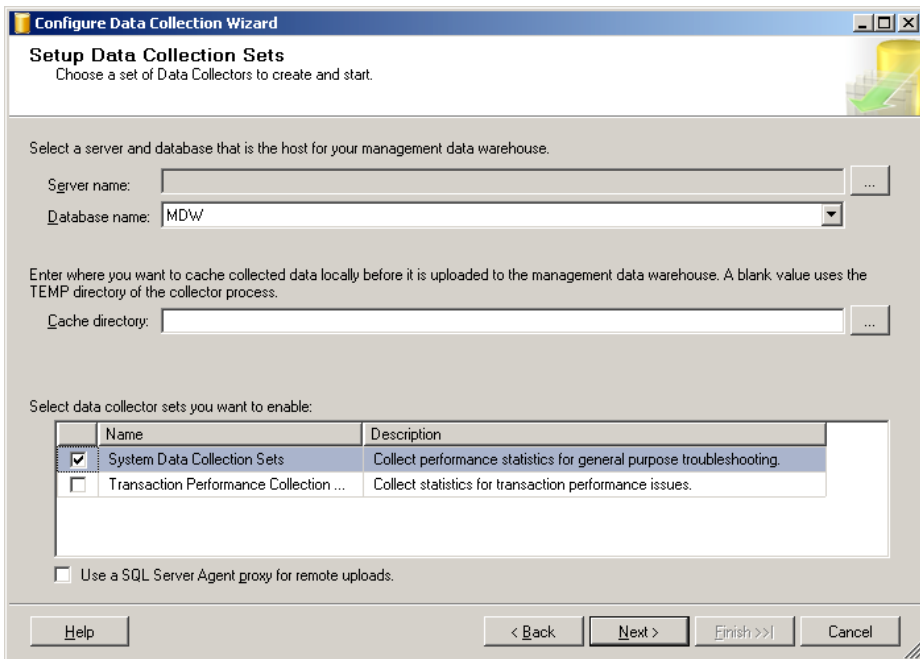 Configure Data Collection Wizard
Setup Data Collection Sets
Choose a set of Data Collectors to create and start.
Select a server and database that is the host for your management data warehouse.
Server name:
...
Database name: MDW
Enter where you want to cache collected data locally before it is uploaded to the management data warehouse. A blank value uses the
TEMP directory of the collector process.
Cache directory:
...
Select data collector sets you want to enable:
Name Description
System Data Collection Sets Collect performance statistics for general purpose troubleshooting.
Transaction Performance Collection ... Collect statistics for transaction performance issues.
Use a SQL Server Agent proxy for remote uploads.
Help < Back Next > Finish >>| Cancel